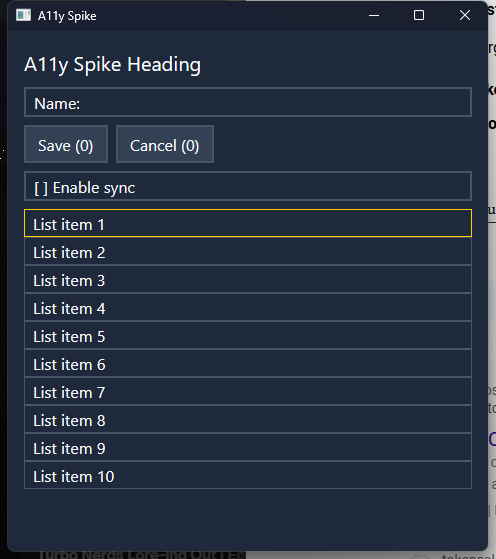 A11y Spike
A11y Spike Heading
Name:
Save (0) Cancel (0)
[ ] Enable sync
List item 1
List item 2
List item 3
List item 4
List item 5
List item 6
List item 7
List item 8
List item 9
List item 10